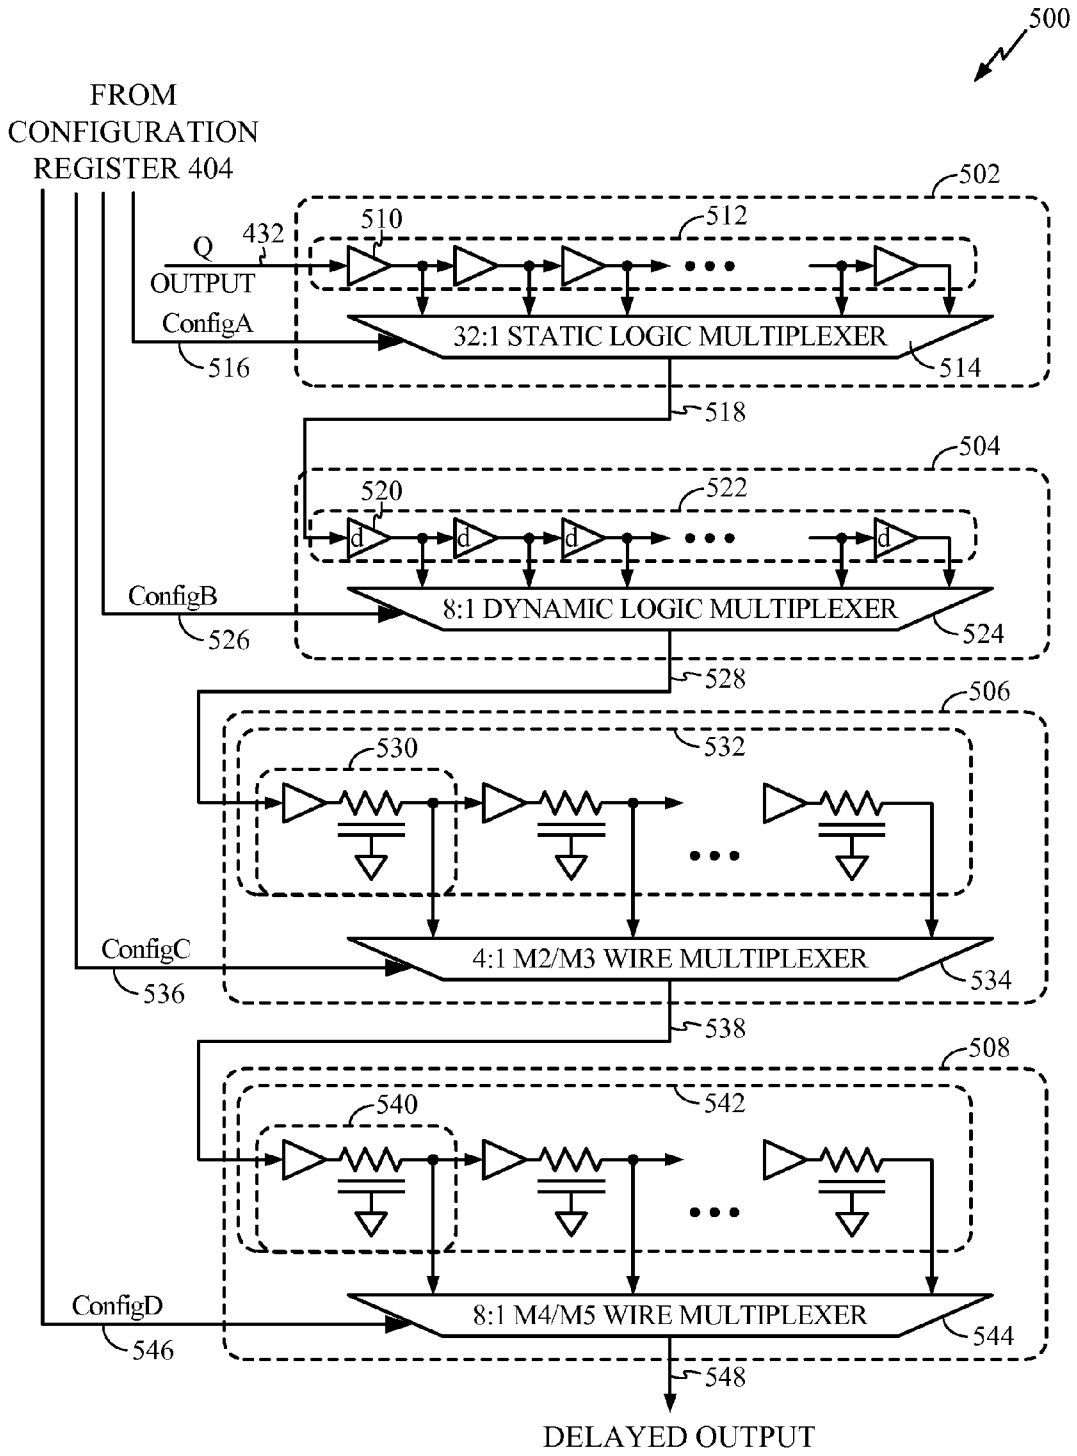 500
FROM
CONFIGURATION
REGISTER 404
502
510
512
432
Q
OUTPUT
ConfigA
516
32:1 STATIC LOGIC MULTIPLEXER
514
518
504
520
522
d
d
d
d
ConfigB
526
8:1 DYNAMIC LOGIC MULTIPLEXER
524
528
506
530
532
ConfigC
536
4:1 M2/M3 WIRE MULTIPLEXER
534
538
508
540
542
ConfigD
546
8:1 M4/M5 WIRE MULTIPLEXER
544
548
DELAYED OUTPUT